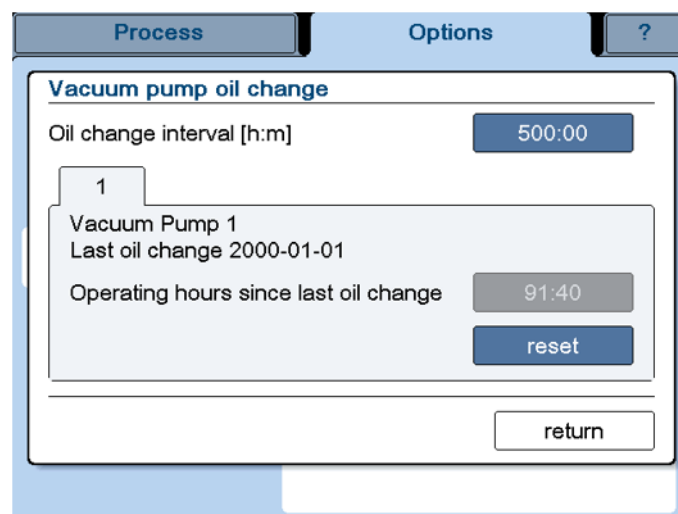 Process Options ?
Vacuum pump oil change
Oil change interval [h:m] 500:00
1
Vacuum Pump 1
Last oil change 2000-01-01
Operating hours since last oil change 91:40
reset
return